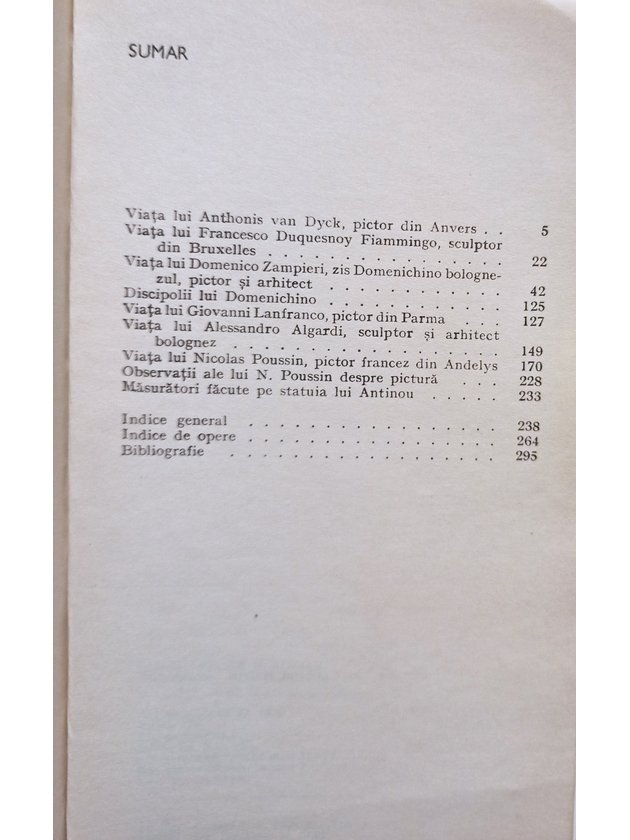 SUMAR
Viața lui Anthonis van Dyck, pictor din Anvers . . 5
Viața lui Francesco Duquesnoy Fiammingo, sculptor
din Bruxelles . . . . . . . . . . . . . 22
Viața lui Domenico Zampieri, zis Domenichino bologne-
zul, pictor și arhitect . . . . . . . . . . 42
Discipolii lui Domenichino . . . . . . . . . . 125
Viața lui Giovanni Lanfranco, pictor din Parma . . . 127
Viața lui Alessandro Algardi, sculptor și arhitect
bolognez . . . . . . . . . . . . . . 149
Viața lui Nicolas Poussin, pictor francez din Andelys 170
Observații ale lui N. Poussin despre pictură . . . 228
Măsurători făcute pe statuia lui Antinou . . . . 233
Indice general . . . . . . . . . . . . . . 238
Indice de opere . . . . . . . . . . . . . . 264
Bibliografie . . . . . . . . . . . . . . . 295